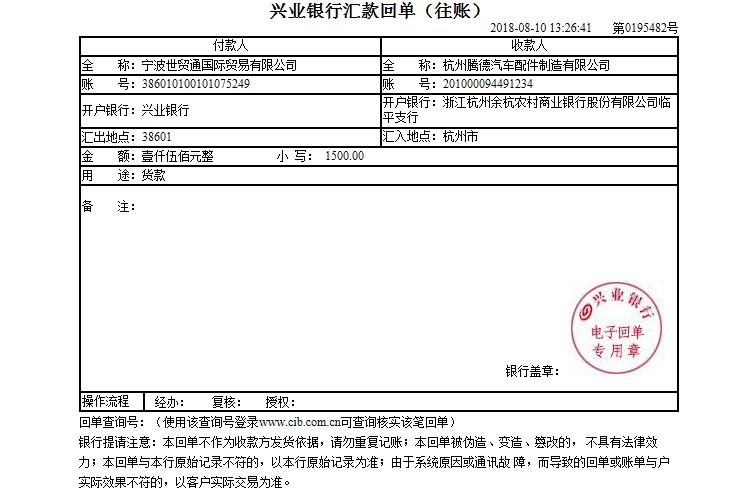 兴业银行汇款回单（往账）
2018-08-10 13:26:41 第0195482号
付款人 收款人
全 称：宁波世贸通国际贸易有限公司 全 称：杭州腾德汽车配件制造有限公司
账 号：386010100101075249 账 号：201000094491234
开户银行：兴业银行 开户银行：浙江杭州余杭农村商业银行股份有限公司临
平支行
汇出地点：38601 汇入地点：杭州市
金 额：壹仟伍佰元整 小 写： 1500.00
用 途：货款
备 注：
兴业银行
电子回单
专用章
银行盖章：
操作流程 经办： 复核： 授权：
回单查询号：（使用该查询号登录www.cib.com.cn可查询核实该笔回单）
银行提请注意：本回单不作为收款方发货依据，请勿重复记账；本回单被伪造、变造、篡改的， 不具有法律效
力；本回单与本行原始记录不符的，以本行原始记录为准；由于系统原因或通讯故 障，而导致的回单或账单与户
实际效果不符的，以客户实际交易为准。